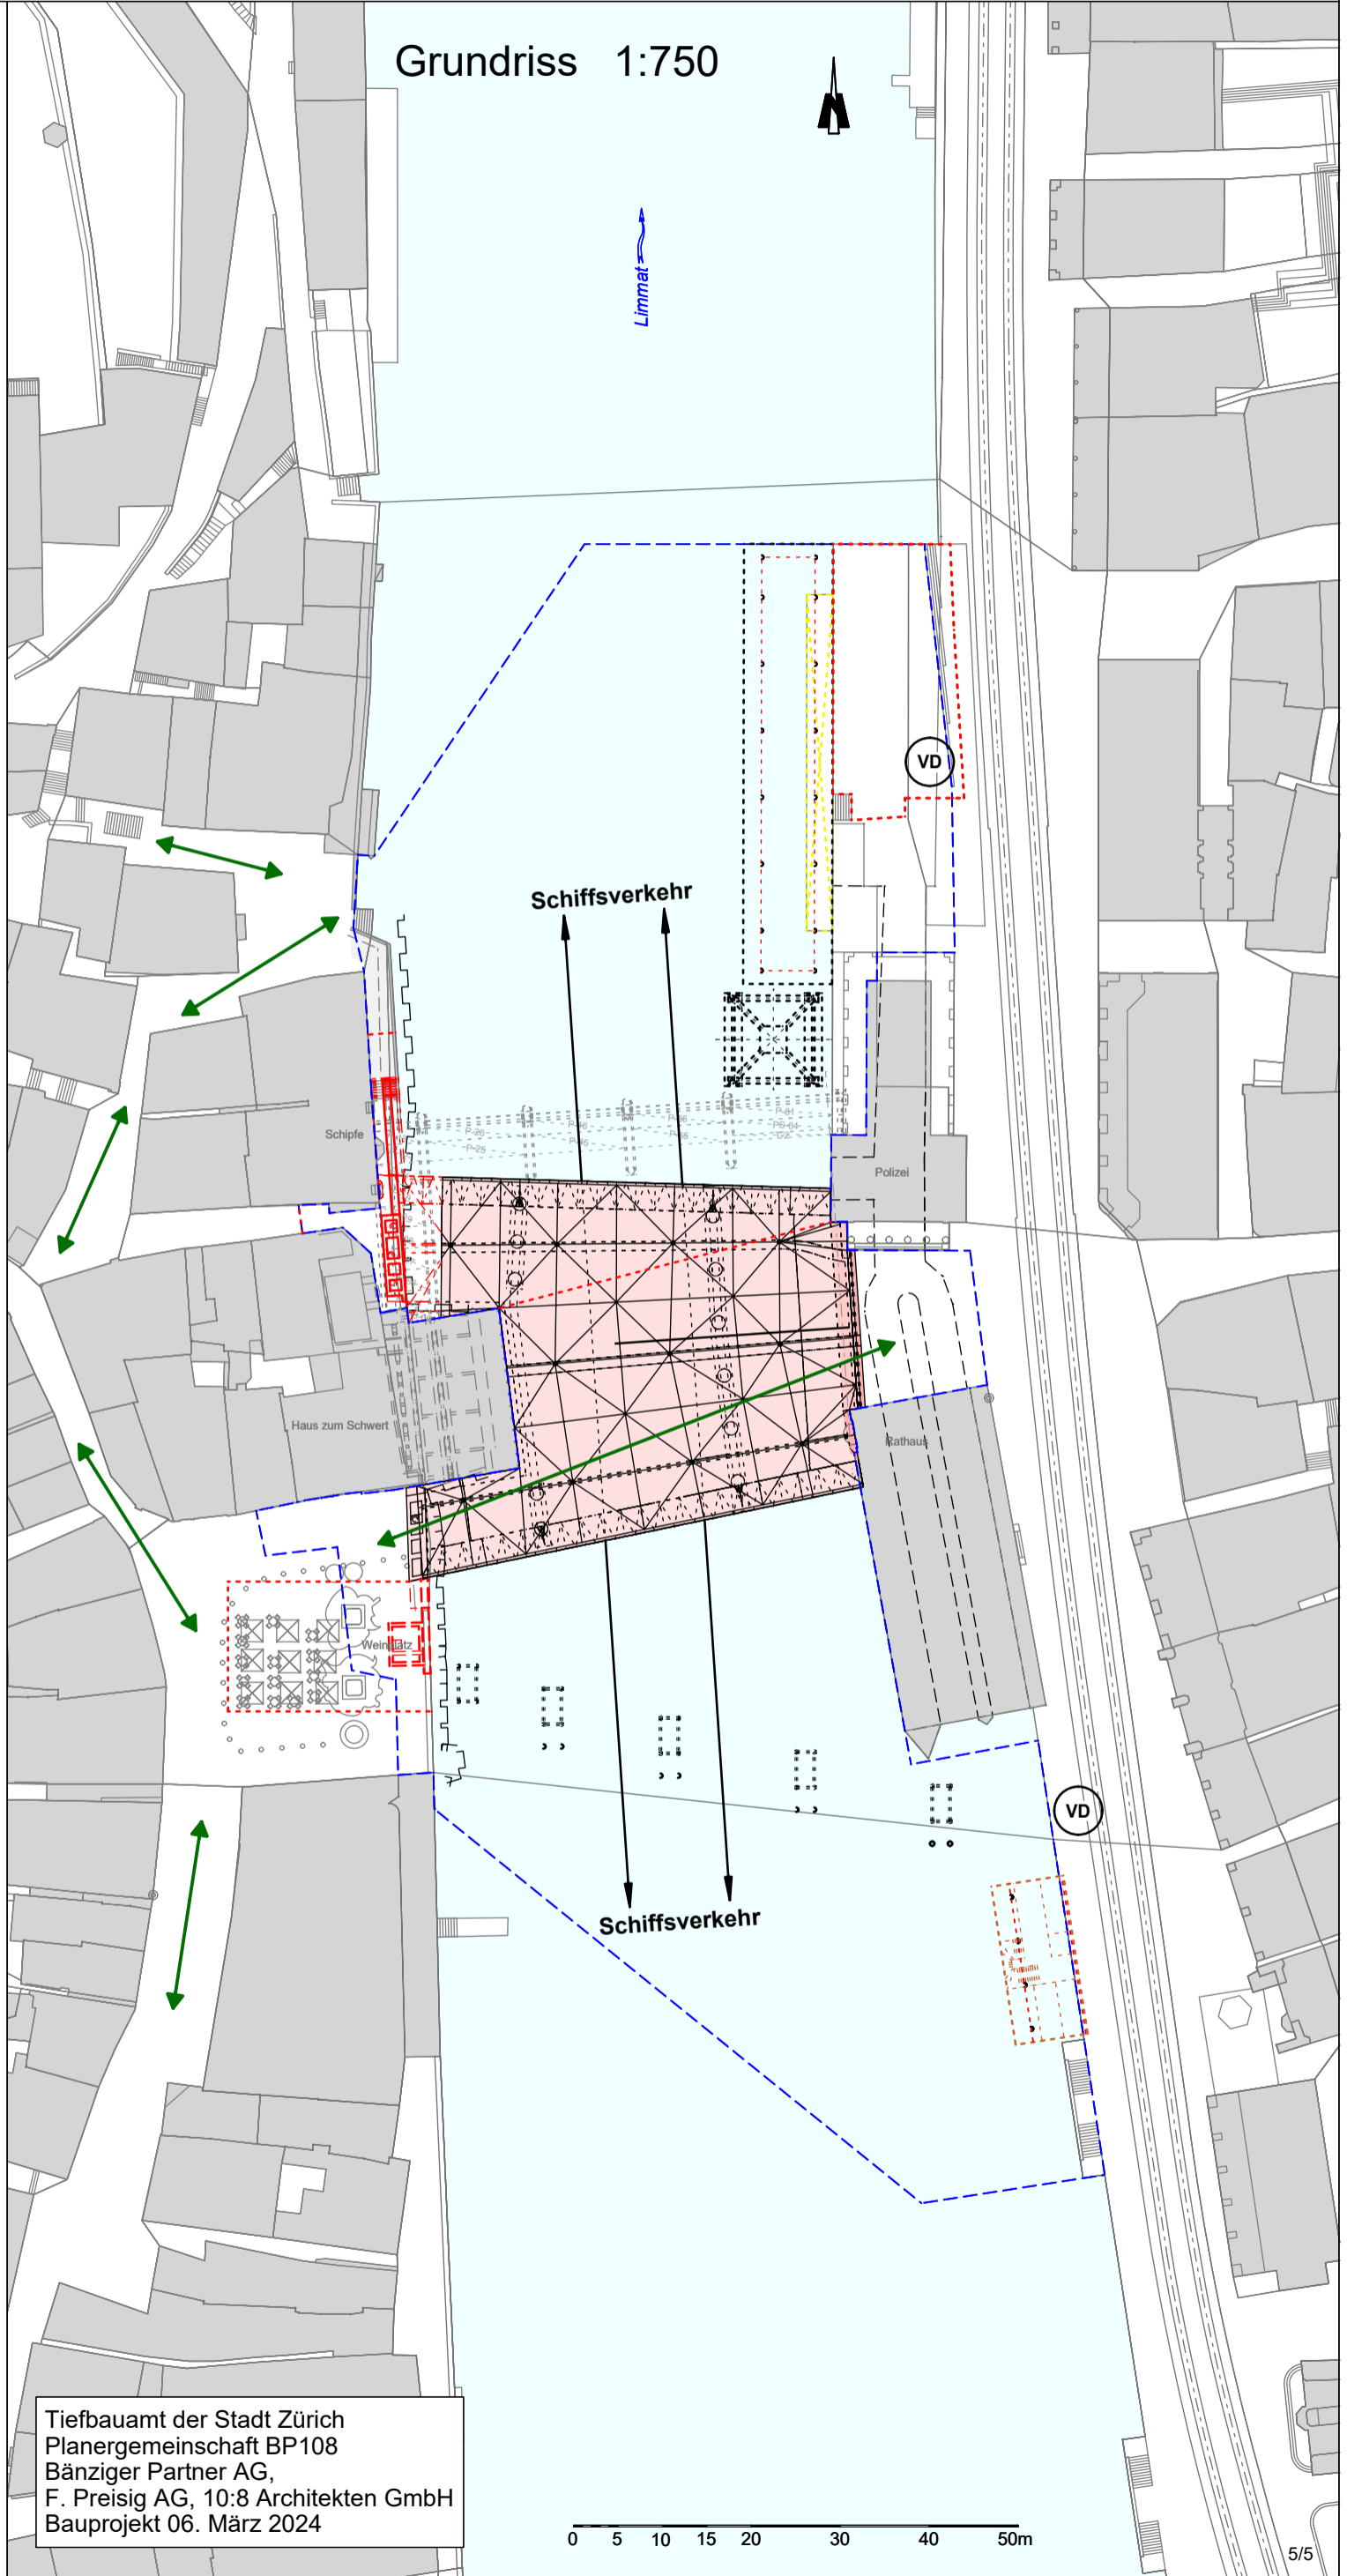 Grundriss 1:750
N
Limmat
VD
Schiffsverkehr
P-26
P-25
Schipfe
Polizei
Haus zum Schwert
Rathaus
Weinplatz
VD
Schiffsverkehr
Tiefbauamt der Stadt Zürich
Planergemeinschaft BP108
Bänziger Partner AG,
F. Preisig AG, 10:8 Architekten GmbH
Bauprojekt 06. März 2024
0 5 10 15 20 30 40 50m
5/5